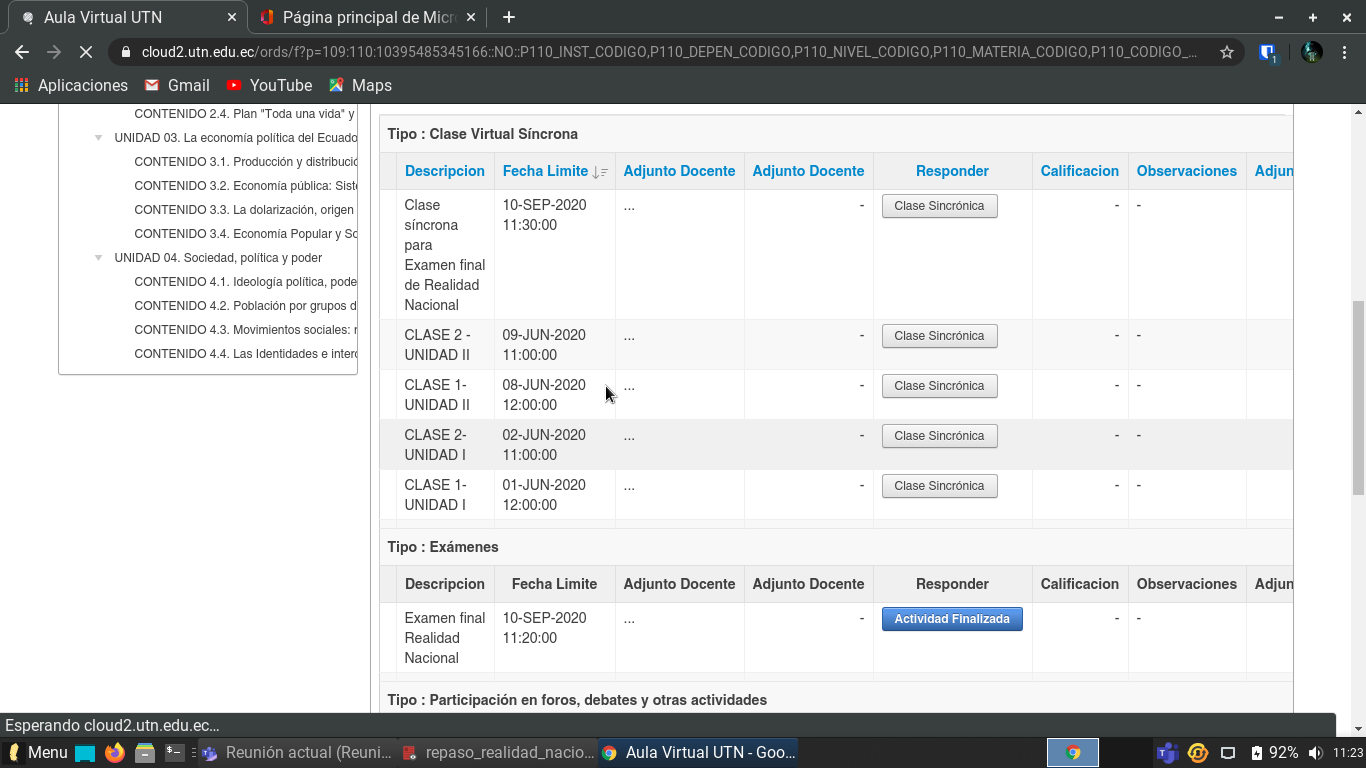 Aula Virtual UTN
Página principal de Micr
cloud2.utn.edu.ec/ords/f?p=109:110:10395485345166::NO::P110_INST_CODIGO,P110_DEPEN_CODIGO,P110_NIVEL_CODIGO,P110_MATERIA_CODIGO,P110_CODIGO_...
1
Aplicaciones Gmail YouTube Maps
CONTENIDO 2.4. Plan "Toda una vida" y
UNIDAD 03. La economía política del Ecuado
CONTENIDO 3.1. Producción y distribució
CONTENIDO 3.2. Economía pública: Siste
CONTENIDO 3.3. La dolarización, origen
CONTENIDO 3.4. Economía Popular y So
UNIDAD 04. Sociedad, política y poder
CONTENIDO 4.1. Ideología política, pode
CONTENIDO 4.2. Población por grupos d
CONTENIDO 4.3. Movimientos sociales: r
CONTENIDO 4.4. Las Identidades e interc
Tipo : Clase Virtual Síncrona
Descripcion Fecha Limite Adjunto Docente Adjunto Docente Responder Calificacion Observaciones Adjun
Clase 10-SEP-2020 ... - Clase Sincrónica - -
síncrona 11:30:00
para
Examen final
de Realidad
Nacional
CLASE 2 - 09-JUN-2020 ... - Clase Sincrónica - -
UNIDAD II 11:00:00
CLASE 1- 08-JUN-2020 ... - Clase Sincrónica - -
UNIDAD II 12:00:00
CLASE 2- 02-JUN-2020 ... - Clase Sincrónica - -
UNIDAD I 11:00:00
CLASE 1- 01-JUN-2020 ... - Clase Sincrónica - -
UNIDAD I 12:00:00
Tipo : Exámenes
Descripcion Fecha Limite Adjunto Docente Adjunto Docente Responder Calificacion Observaciones Adjun
Examen final 10-SEP-2020 ... - Actividad Finalizada - -
Realidad 11:20:00
Nacional
Tipo : Participación en foros, debates y otras actividades
Esperando cloud2.utn.edu.ec...
Menu Reunión actual (Reuni... repaso_realidad_nacio... Aula Virtual UTN - Goo... 92% 11:23